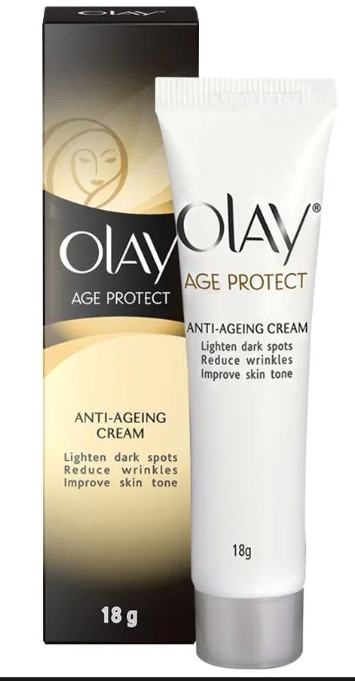 OLAY
OLAY
AGE PROTECT
ANTI-AGEING
CREAM
Lighten dark spots
Reduce wrinkles
Improve skin tone
18 g
OLAY®
AGE PROTECT
ANTI-AGEING CREAM
Lighten dark spots
Reduce wrinkles
Improve skin tone
18g